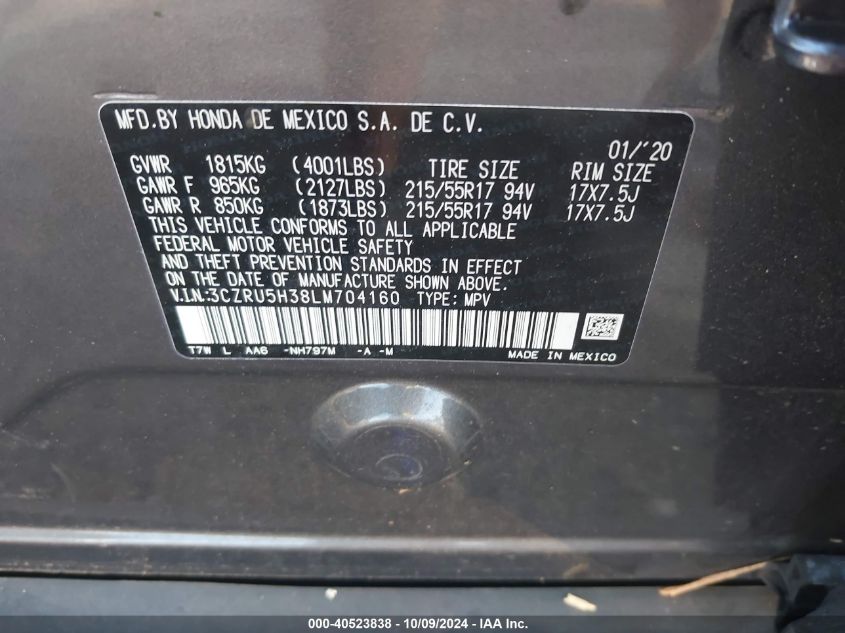 MFD.BY HONDA DE MEXICO S.A. DE C.V.
01/'20
GVWR 1815KG (4001LBS) TIRE SIZE RIM SIZE
GAWR F 965KG (2127LBS) 215/55R17 94V 17X7.5J
GAWR R 850KG (1873LBS) 215/55R17 94V 17X7.5J
THIS VEHICLE CONFORMS TO ALL APPLICABLE
FEDERAL MOTOR VEHICLE SAFETY
AND THEFT PREVENTION STANDARDS IN EFFECT
ON THE DATE OF MANUFACTURE SHOWN ABOVE.
V.I.N:3CZRU5H38LM704160 TYPE: MPV
T7W L AA6 -NH797M -A -M MADE IN MEXICO
000-40523838 - 10/09/2024 - IAA Inc.